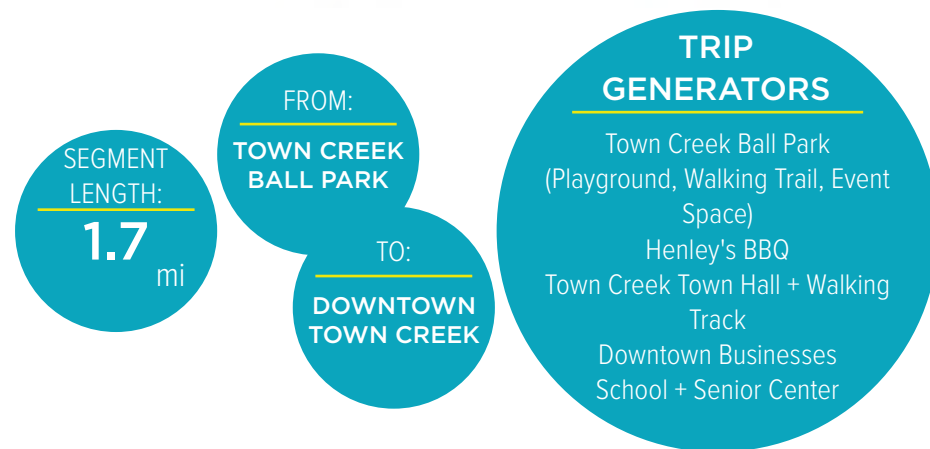 SEGMENT
LENGTH:
1.7
mi
FROM:
TOWN CREEK
BALL PARK
TO:
DOWNTOWN
TOWN CREEK
TRIP
GENERATORS
Town Creek Ball Park
(Playground, Walking Trail, Event
Space)
Henley's BBQ
Town Creek Town Hall + Walking
Track
Downtown Businesses
School + Senior Center